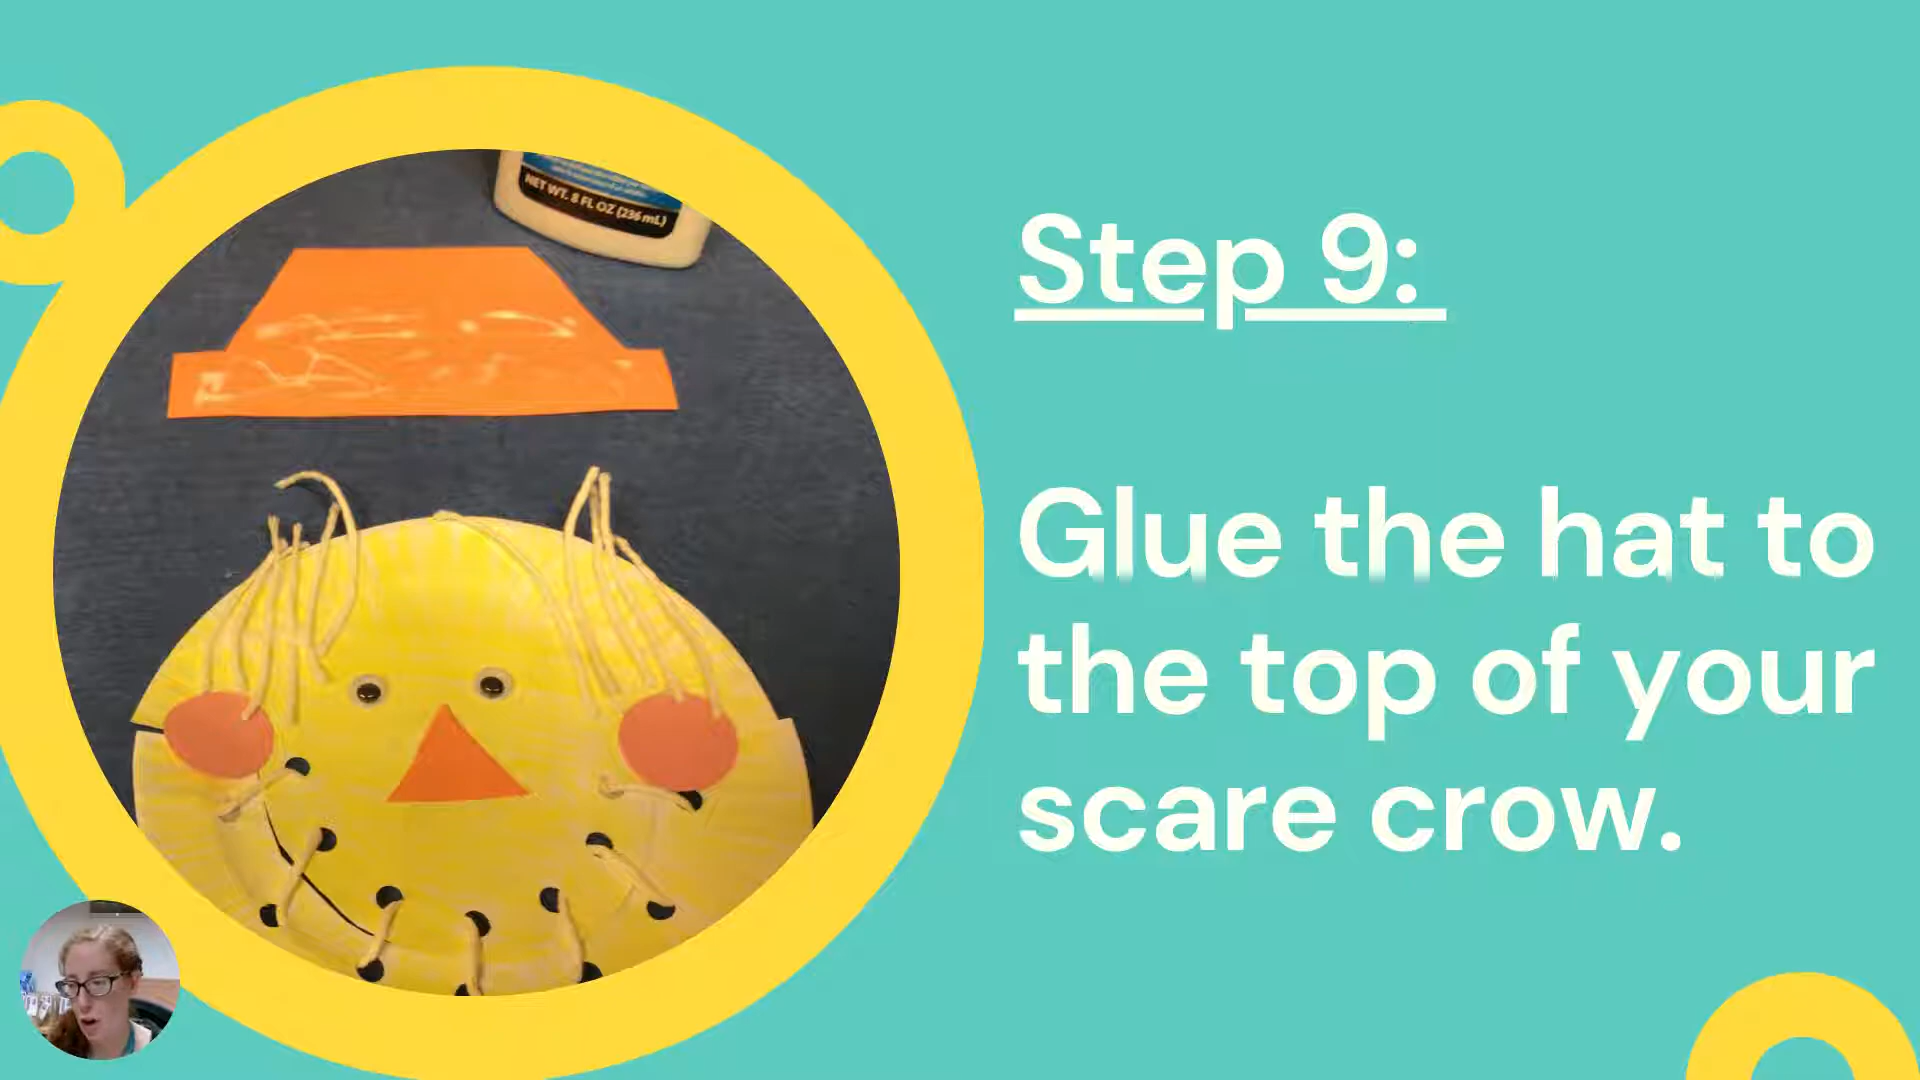 NET WT. 8 FL OZ (236 mL)
Step 9:
Glue the hat to
the top of your
scare crow.